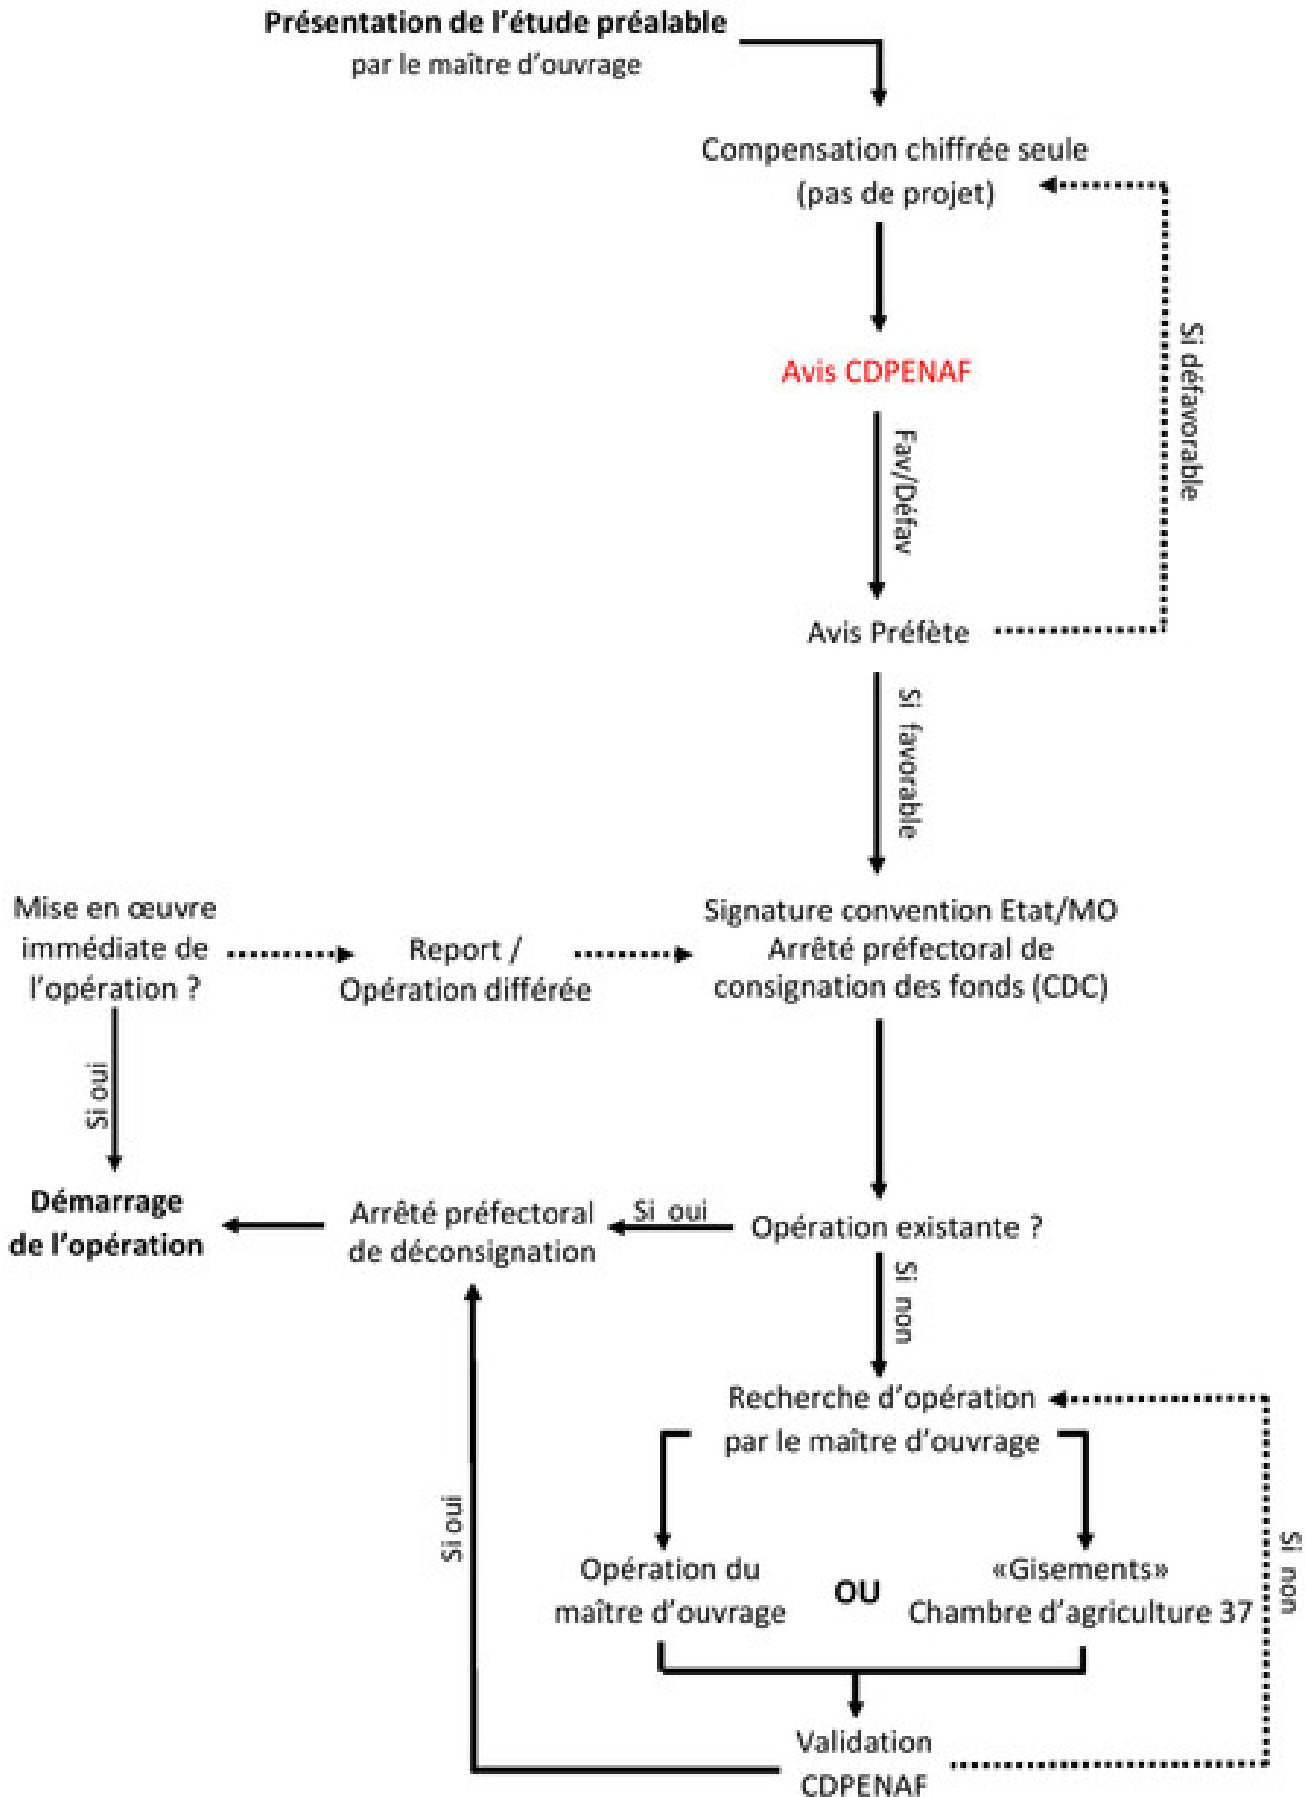 Présentation de l'étude préalable
par le maître d'ouvrage
Compensation chiffrée seule
(pas de projet)
Si défavorable
Avis CDPENAF
Fav/Défav
Avis Préfète
Si favorable
Mise en œuvre
immédiate de
l'opération ?
Report /
Opération différée
Signature convention Etat/MO
Arrêté préfectoral de
consignation des fonds (CDC)
Si oui
Démarrage
de l'opération
Arrêté préfectoral
de déconsignation
Si oui
Opération existante ?
Si non
Recherche d'opération
par le maître d'ouvrage
Si oui
Opération du
maître d'ouvrage
OU
«Gisements»
Chambre d'agriculture 37
Si non
Validation
CDPENAF